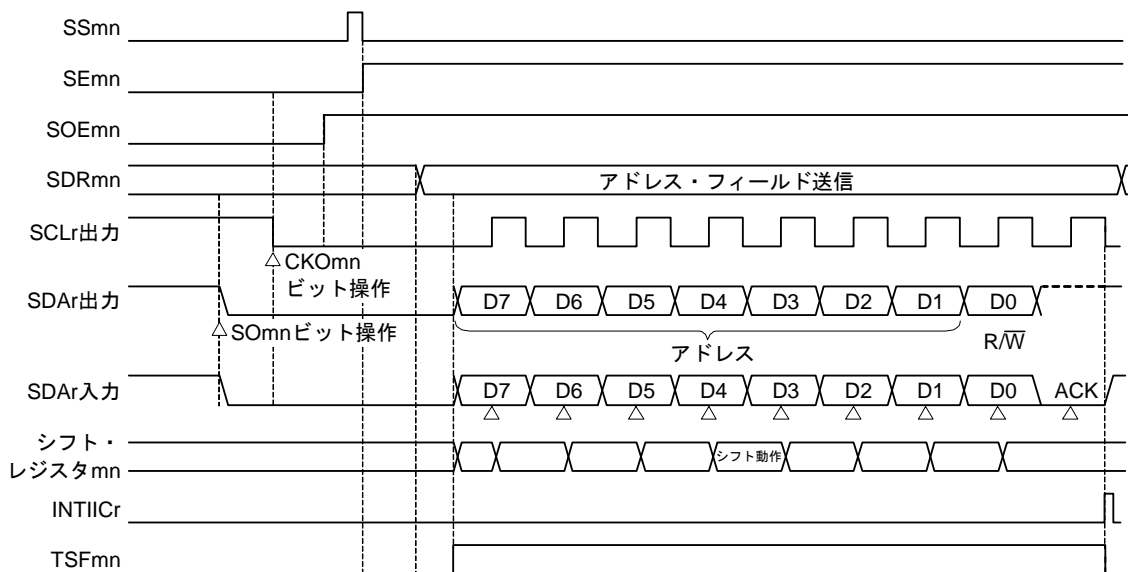 SSmn
SEmn
SOEmn
SDRmn
アドレス・フィールド送信
SCLr出力
CKOmn
ビット操作
SDAr出力
D7 D6 D5 D4 D3 D2 D1 D0
SOmnビット操作
アドレス
R/W
SDAr入力
D7 D6 D5 D4 D3 D2 D1 D0 ACK
シフト・
レジスタmn
シフト動作
INTIICr
TSFmn